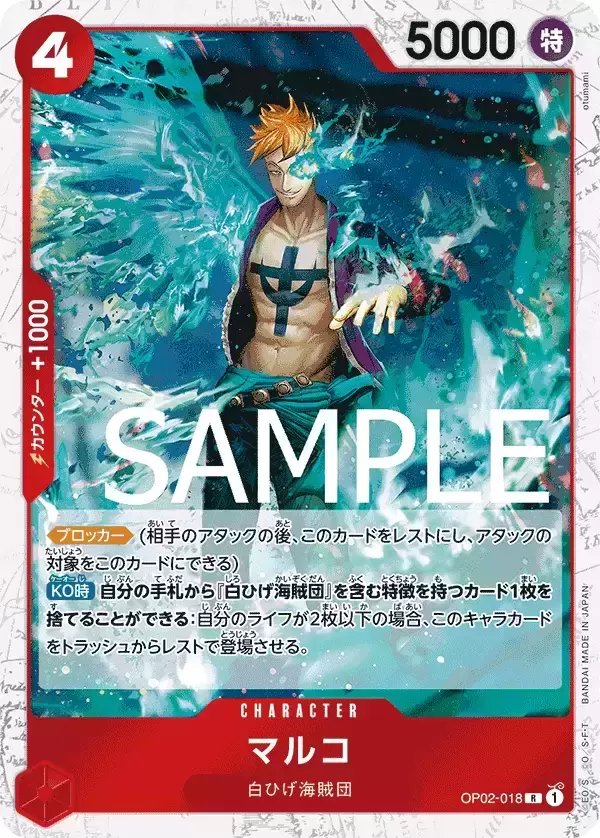 4
5000 特
otumami
カウンター +1000
SAMPLE
ブロッカー (相手のアタックの後、このカードをレストにし、アタックの
対象をこのカードにできる)
KO時 自分の手札から『白ひげ海賊団』を含む特徴を持つカード1枚を
捨てることができる:自分のライフが2枚以下の場合、このキャラカード
をトラッシュからレストで登場させる。
BANDAI MADE IN JAPAN
©E.O./S., S-F, T
CHARACTER
マルコ
白ひげ海賊団
OP02-018 R 1